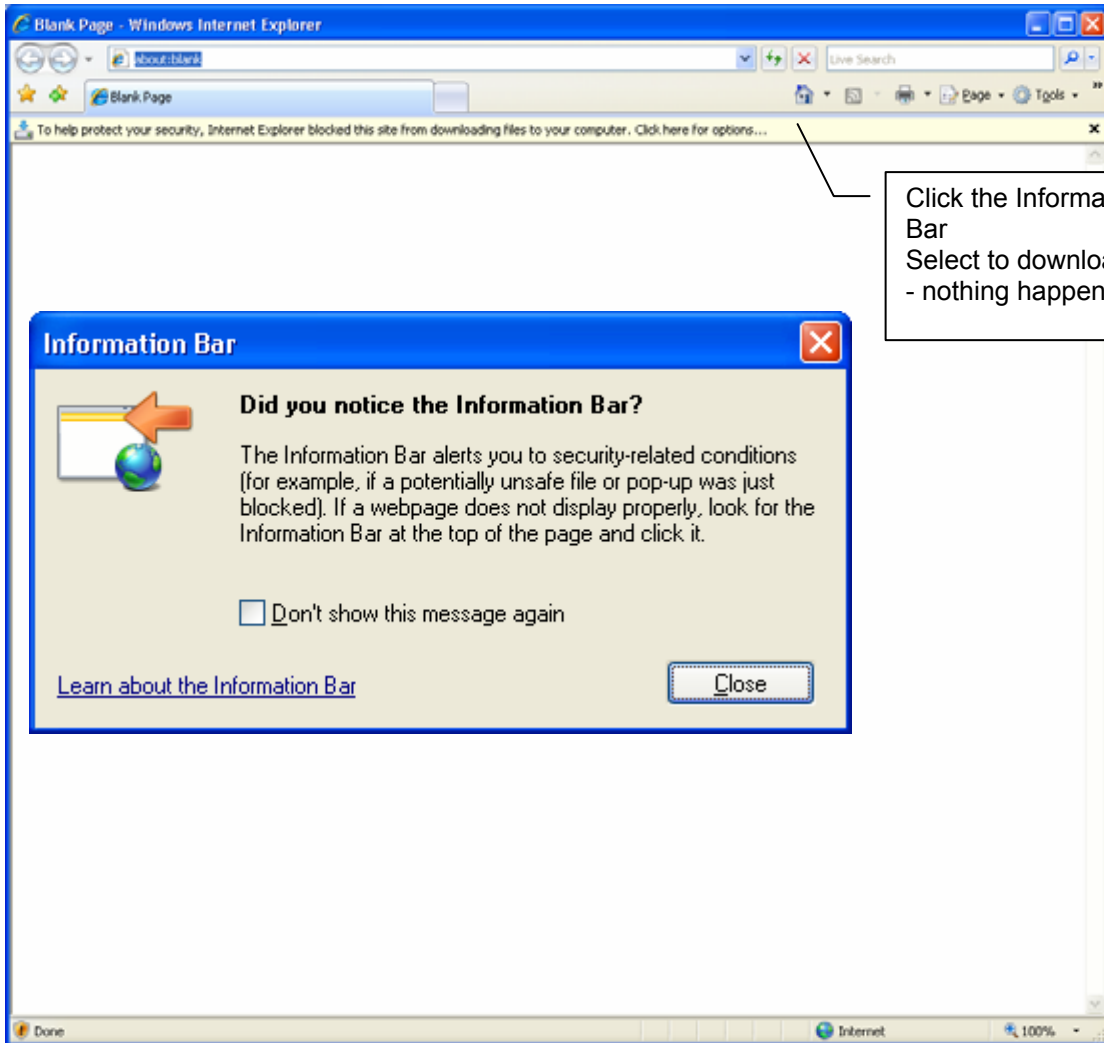 Blank Page - Windows Internet Explorer
about:blank
Live Search
Blank Page
Page
Tools
To help protect your security, Internet Explorer blocked this site from downloading files to your computer. Click here for options...
Click the Informa
Bar
Select to downloa
- nothing happen
Information Bar
Did you notice the Information Bar?
The Information Bar alerts you to security-related conditions
(for example, if a potentially unsafe file or pop-up was just
blocked). If a webpage does not display properly, look for the
Information Bar at the top of the page and click it.
Don't show this message again
Learn about the Information Bar
Close
Done
Internet
100%